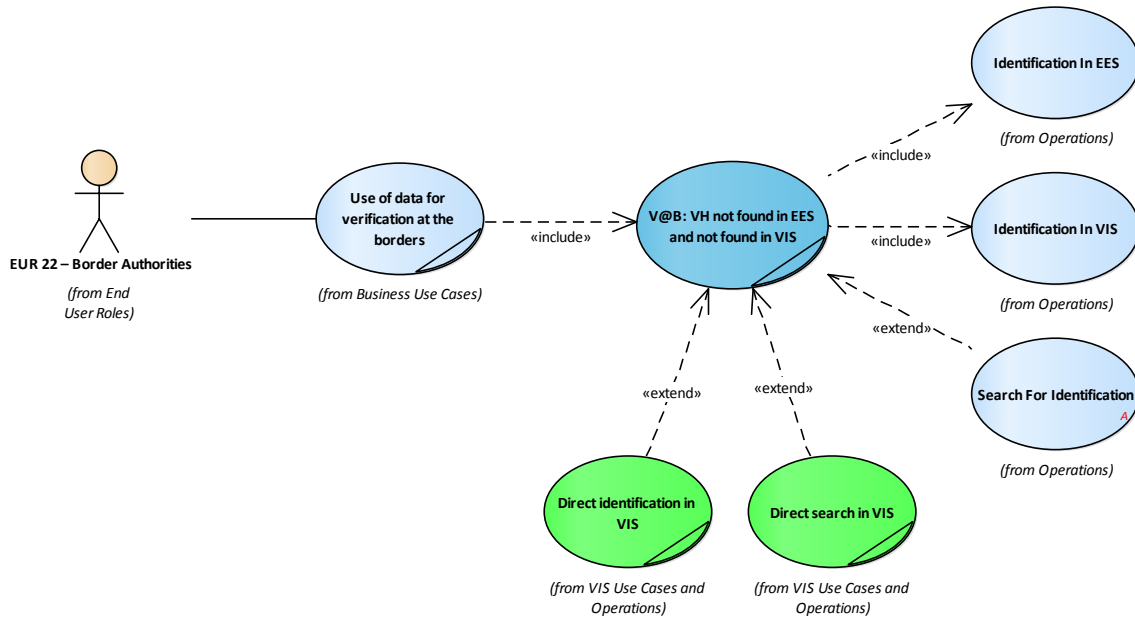 EUR 22 – Border Authorities
(from End
User Roles)
Use of data for
verification at the
borders
(from Business Use Cases)
«include»
V@B: VH not found in EES
and not found in VIS
«include»
Identification In EES
(from Operations)
«include»
Identification In VIS
(from Operations)
«extend»
Search For Identification
A
(from Operations)
«extend»
«extend»
Direct identification in
VIS
(from VIS Use Cases and
Operations)
Direct search in VIS
(from VIS Use Cases and
Operations)